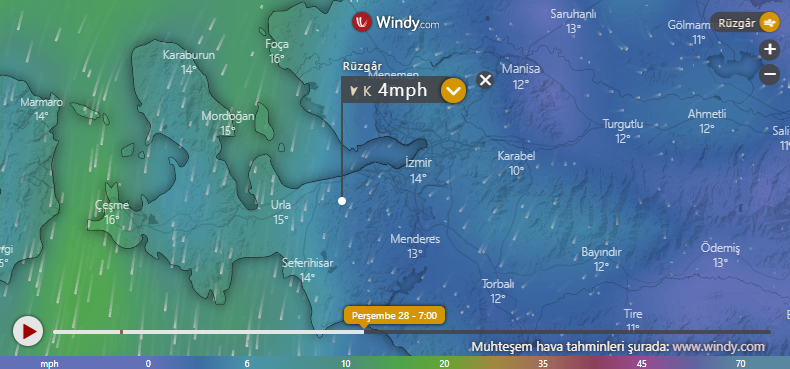 Windy.com
Rüzgâr
Saruhanlı
13°
Gölmarm
11°
Karaburun
14°
Foça
16°
Rüzgâr
Menemen
K 4mph
Manisa
12°
Marmaro
14°
Mordoğan
15°
Turgutlu
12°
Ahmetli
12°
Sali
11°
İzmir
14°
Karabel
10°
Çeşme
16°
Urla
15°
Menderes
13°
Bayındır
12°
Ödemiş
13°
Seferihisar
14°
Torbalı
12°
Tire
11°
Perşembe 28 - 7:00
Muhteşem hava tahminleri şurada: www.windy.com
mph 0 6 10 20 35 45 70